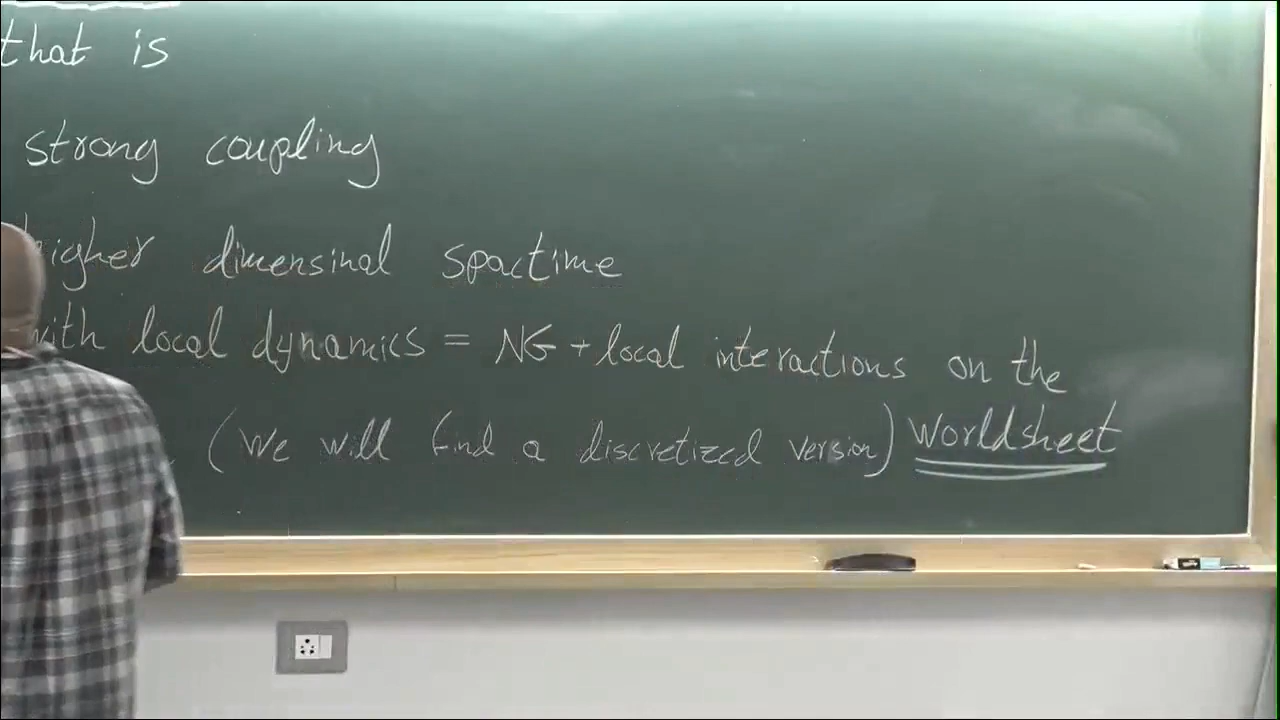 that is
strong coupling
higher dimensinal spactime
with local dynamics = NG + local interactions on the
(We will find a discretized version) Worldsheet